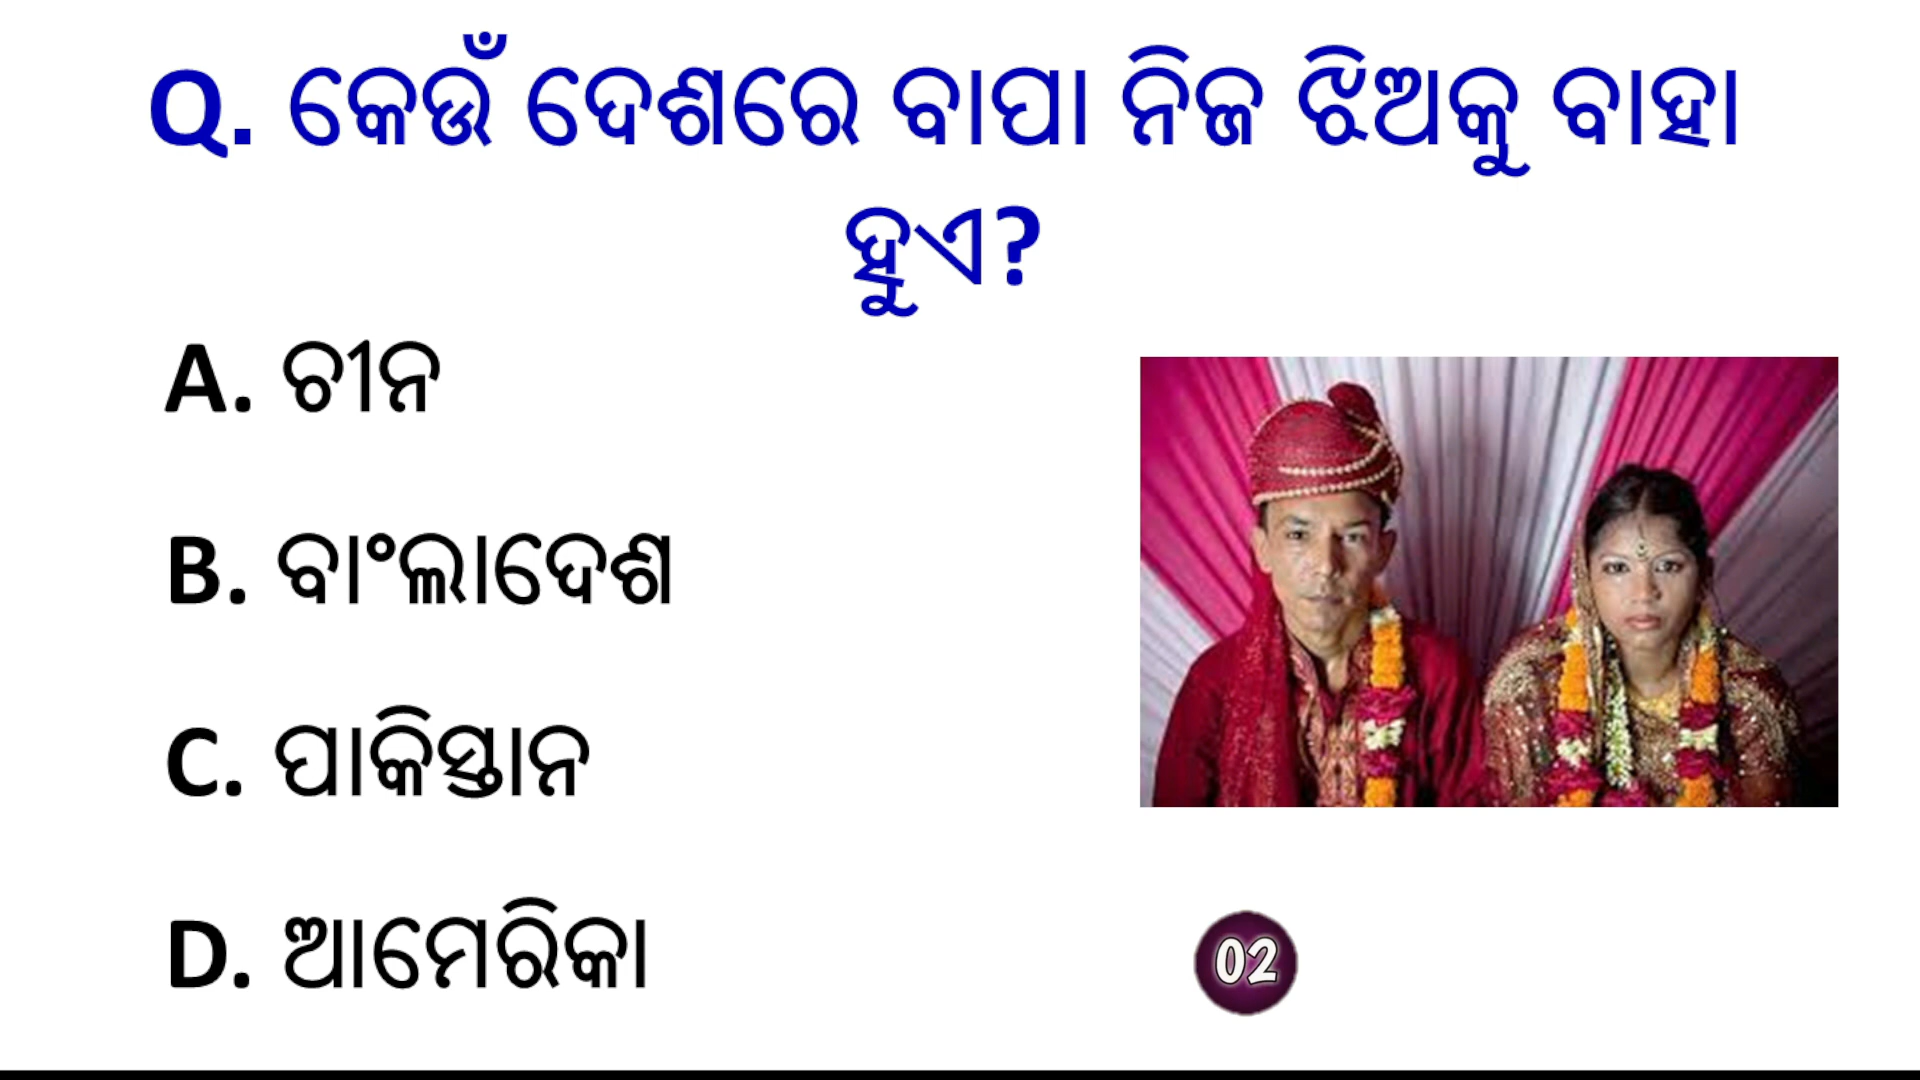 Q. କେଉଁ ଦେଶରେ ବାପା ନିଜ ଝିଅକୁ ବାହା
ହୁଏ?
A. ଚୀନ
B. ବାଂଲାଦେଶ
C. ପାକିସ୍ତାନ
D. ଆମେରିକା
02